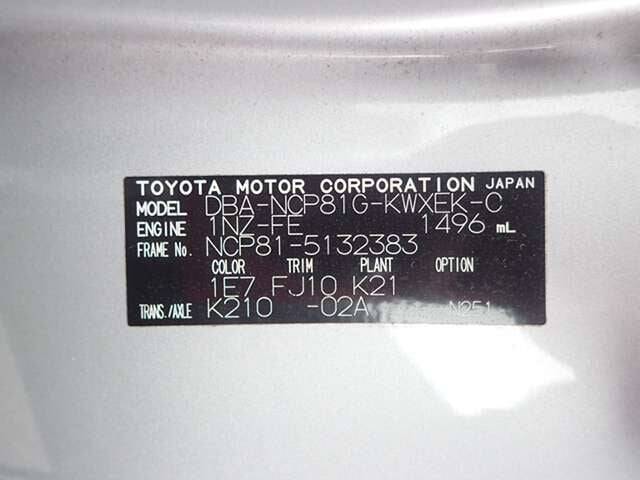 TOYOTA MOTOR CORPORATION JAPAN
MODEL DBA-NCP81G-KWXEK-C
ENGINE 1NZ-FE 1496 mL
FRAME No. NCP81-5132383
COLOR TRIM PLANT OPTION
1E7 FJ10 K21
TRANS./AXLE K210 -02A N251